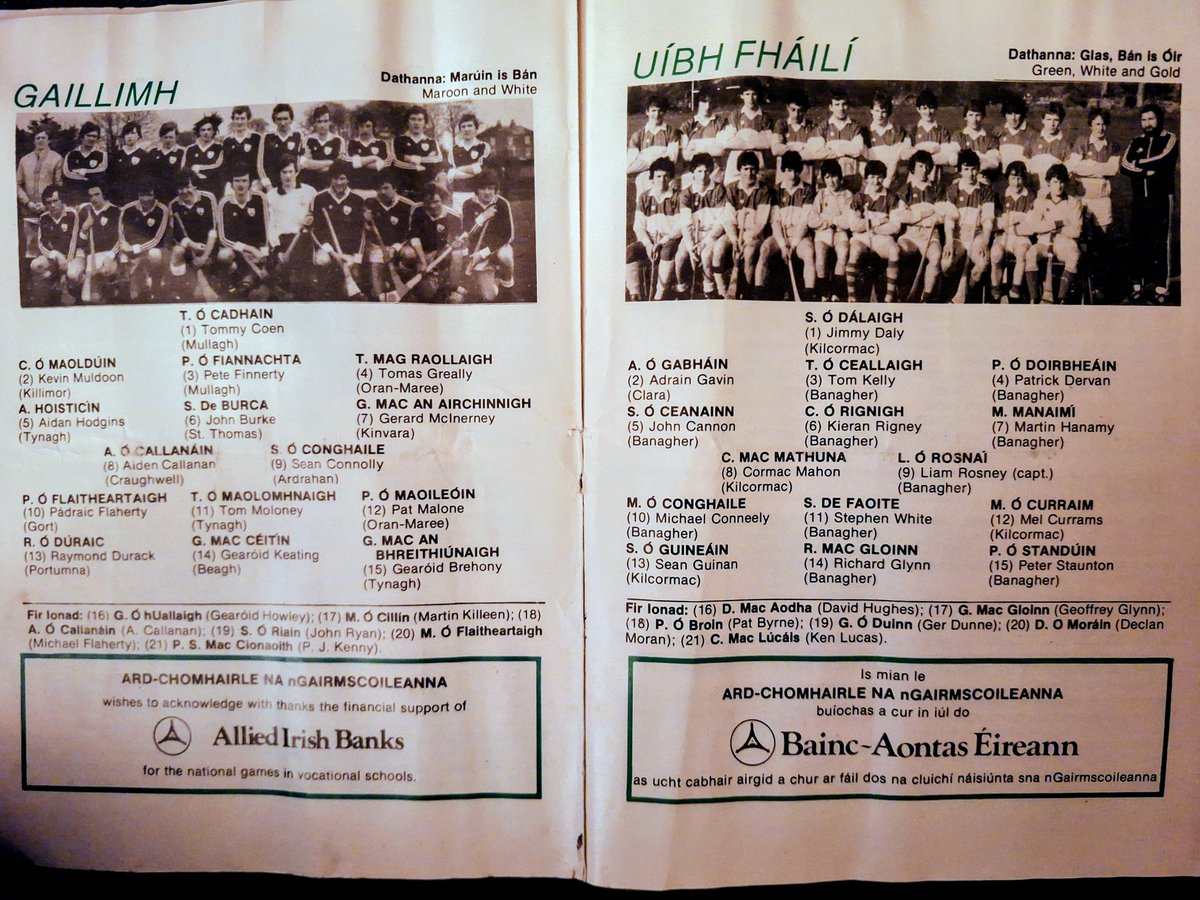 GAILLIMH
Dathanna: Marúin is Bán
Maroon and White
T. Ó CADHAIN
(1) Tommy Coen
(Mullagh)
C. Ó MAOLDÚIN
(2) Kevin Muldoon
(Killimor)
P. Ó FIANNACHTA
(3) Pete Finnerty
(Mullagh)
T. MAG RAOLLAIGH
(4) Tomas Greally
(Oran-Maree)
A. HOISTICÍN
(5) Aidan Hodgins
(Tynagh)
S. De BURCA
(6) John Burke
(St. Thomas)
G. MAC AN AIRCHINNIGH
(7) Gerard McInerney
(Kinvara)
A. Ó CALLANÁIN
(8) Aiden Callanan
(Craughwell)
S. Ó CONGHAILE
(9) Sean Connolly
(Ardrahan)
P. Ó FLAITHEARTAIGH
(10) Pádraic Flaherty
(Gort)
T. Ó MAOLOMHNAIGH
(11) Tom Moloney
(Tynagh)
P. Ó MAOILEÓIN
(12) Pat Malone
(Oran-Maree)
R. Ó DÚRAIC
(13) Raymond Durack
(Portumna)
G. MAC CÉITÌN
(14) Gearóid Keating
(Beagh)
G. MAC AN
BHREITHIÚNAIGH
(15) Gearóid Brehony
(Tynagh)
Fir Ionad: (16) G. Ó hUallaigh (Gearóid Howley); (17) M. Ó Cillín (Martin Killeen); (18)
A. Ó Callanáin (A. Callanan); (19) S. Ó Riain (John Ryan); (20) M. Ó Flaitheartaigh
(Michael Flaherty); (21) P. S. Mac Cionaoith (P. J. Kenny).
ARD-CHOMHAIRLE NA nGAIRMSCOILEANNA
wishes to acknowledge with thanks the financial support of
Allied Irish Banks
for the national games in vocational schools.
UÍBH FHÁILÍ
Dathanna: Glas, Bán is Óir
Green, White and Gold
S. Ó DÁLAIGH
(1) Jimmy Daly
(Kilcormac)
A. Ó GABHÁIN
(2) Adrain Gavin
(Clara)
T. Ó CEALLAIGH
(3) Tom Kelly
(Banagher)
P. Ó DOIRBHEÁIN
(4) Patrick Dervan
(Banagher)
S. Ó CEANAINN
(5) John Cannon
(Banagher)
C. Ó RIGNIGH
(6) Kieran Rigney
(Banagher)
M. MANAIMÍ
(7) Martin Hanamy
(Banagher)
C. MAC MATHUNA
(8) Cormac Mahon
(Kilcormac)
L. Ó ROSNAÍ
(9) Liam Rosney (capt.)
(Banagher)
M. Ó CONGHAILE
(10) Michael Conneely
(Banagher)
S. DE FAOITE
(11) Stephen White
(Banagher)
M. Ó CURRAIM
(12) Mel Currams
(Kilcormac)
S. Ó GUINEÁIN
(13) Sean Guinan
(Kilcormac)
R. MAC GLOINN
(14) Richard Glynn
(Banagher)
P. Ó STANDÚIN
(15) Peter Staunton
(Banagher)
Fir Ionad: (16) D. Mac Aodha (David Hughes); (17) G. Mac Gloinn (Geoffrey Glynn);
(18) P. Ó Broin (Pat Byrne); (19) G. Ó Duinn (Ger Dunne); (20) D. O Moráin (Declan
Moran); (21) C. Mac Lúcáis (Ken Lucas).
Is mian le
ARD-CHOMHAIRLE NA nGAIRMSCOILEANNA
buíochas a cur in iúl do
Bainc-Aontas Éireann
as ucht cabhair airgid a chur ar fáil dos na cluichí náisiúnta sna nGairmscoileanna